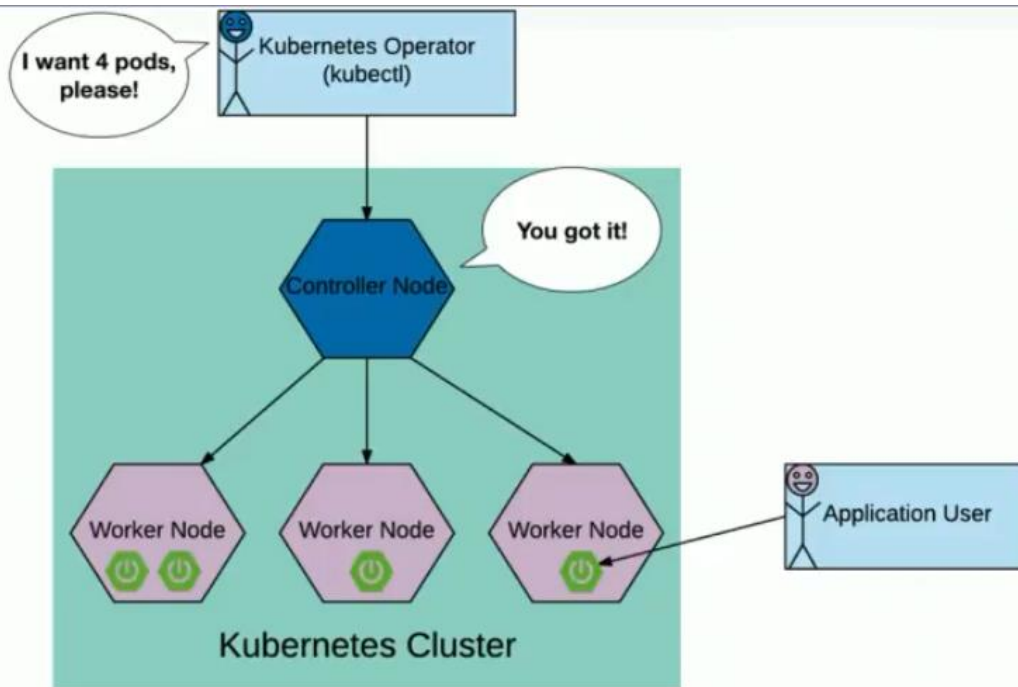 I want 4 pods,
please!
Kubernetes Operator
(kubectl)
You got it!
Controller Node
Worker Node
Worker Node
Worker Node
Application User
Kubernetes Cluster